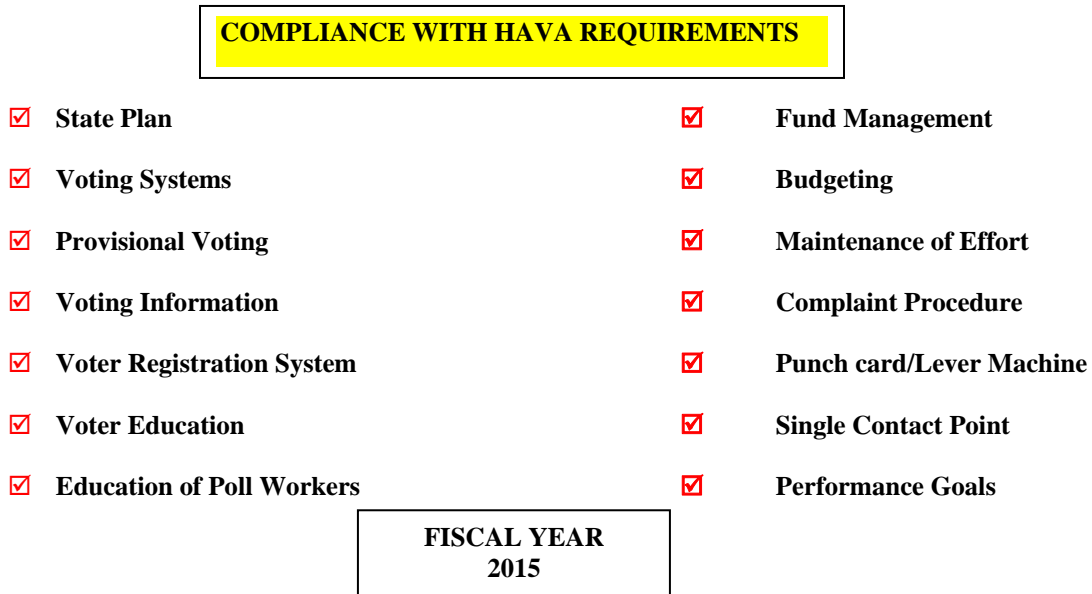 COMPLIANCE WITH HAVA REQUIREMENTS
☑ State Plan
☑ Voting Systems
☑ Provisional Voting
☑ Voting Information
☑ Voter Registration System
☑ Voter Education
☑ Education of Poll Workers
☑ Fund Management
☑ Budgeting
☑ Maintenance of Effort
☑ Complaint Procedure
☑ Punch card/Lever Machine
☑ Single Contact Point
☑ Performance Goals
FISCAL YEAR
2015